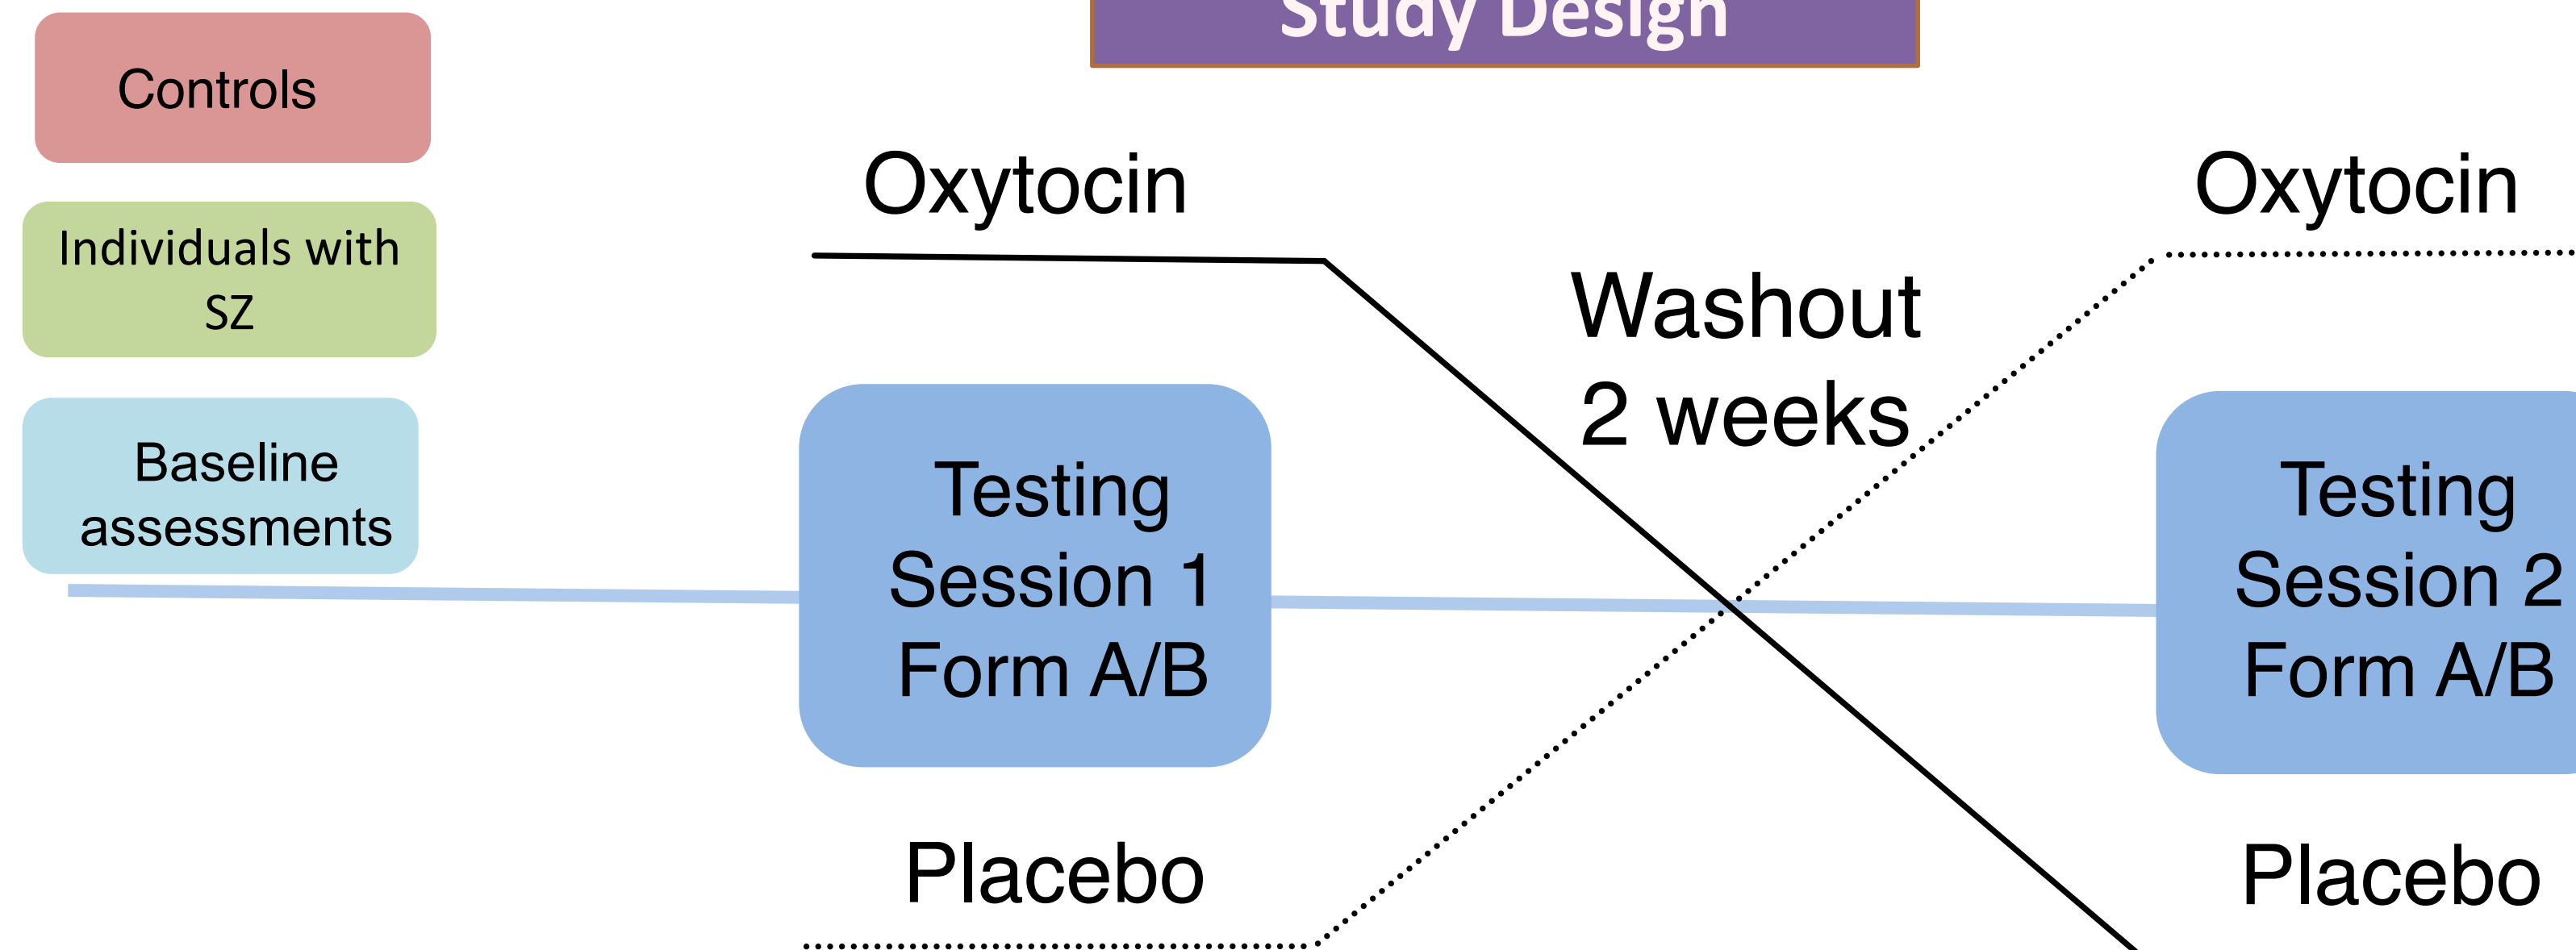 Study Design
Controls
Individuals with
SZ
Baseline
assessments
Oxytocin
Washout
2 weeks
Oxytocin
Testing
Session 1
Form A/B
Testing
Session 2
Form A/B
Placebo
Placebo